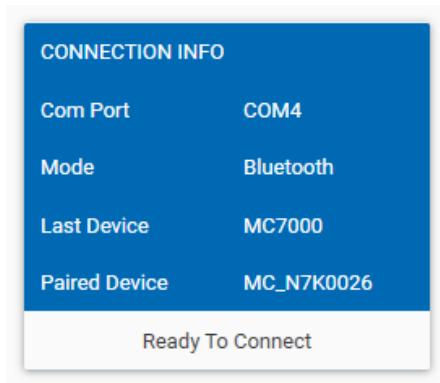 CONNECTION INFO
Com Port COM4
Mode Bluetooth
Last Device MC7000
Paired Device MC_N7K0026
Ready To Connect